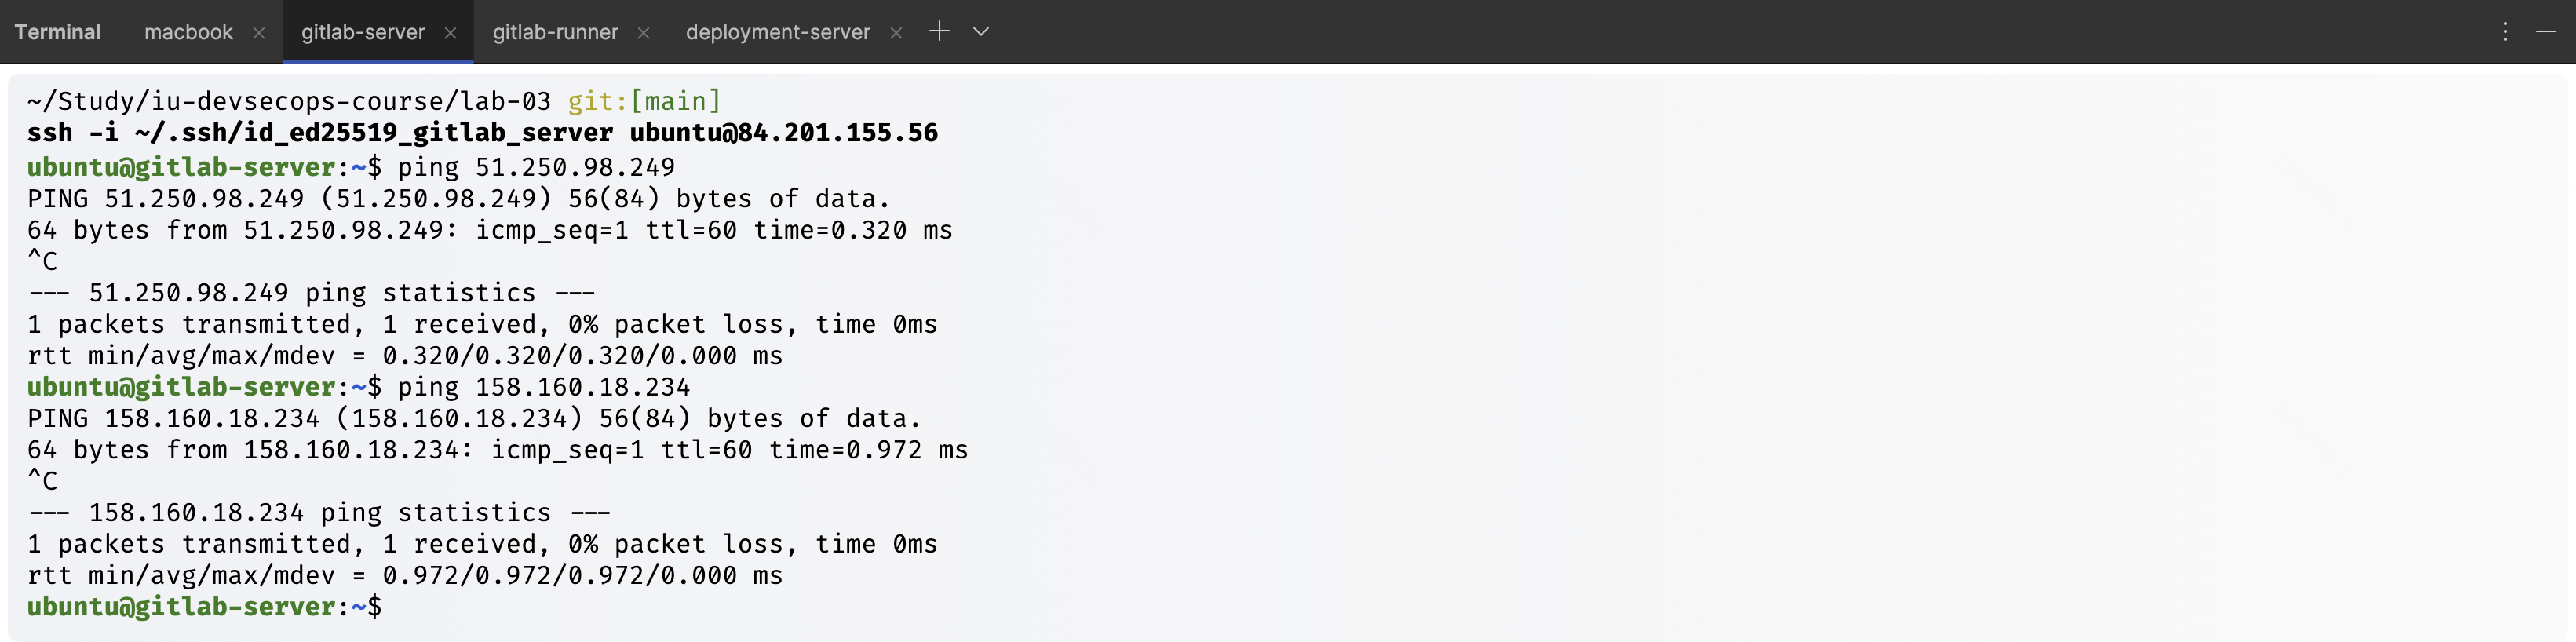 Terminal macbook gitlab-server gitlab-runner deployment-server
~/Study/iu-devsecops-course/lab-03 git:[main]
ssh -i ~/.ssh/id_ed25519_gitlab_server ubuntu@84.201.155.56
ubuntu@gitlab-server:~$ ping 51.250.98.249
PING 51.250.98.249 (51.250.98.249) 56(84) bytes of data.
64 bytes from 51.250.98.249: icmp_seq=1 ttl=60 time=0.320 ms
^C
--- 51.250.98.249 ping statistics ---
1 packets transmitted, 1 received, 0% packet loss, time 0ms
rtt min/avg/max/mdev = 0.320/0.320/0.320/0.000 ms
ubuntu@gitlab-server:~$ ping 158.160.18.234
PING 158.160.18.234 (158.160.18.234) 56(84) bytes of data.
64 bytes from 158.160.18.234: icmp_seq=1 ttl=60 time=0.972 ms
^C
--- 158.160.18.234 ping statistics ---
1 packets transmitted, 1 received, 0% packet loss, time 0ms
rtt min/avg/max/mdev = 0.972/0.972/0.972/0.000 ms
ubuntu@gitlab-server:~$